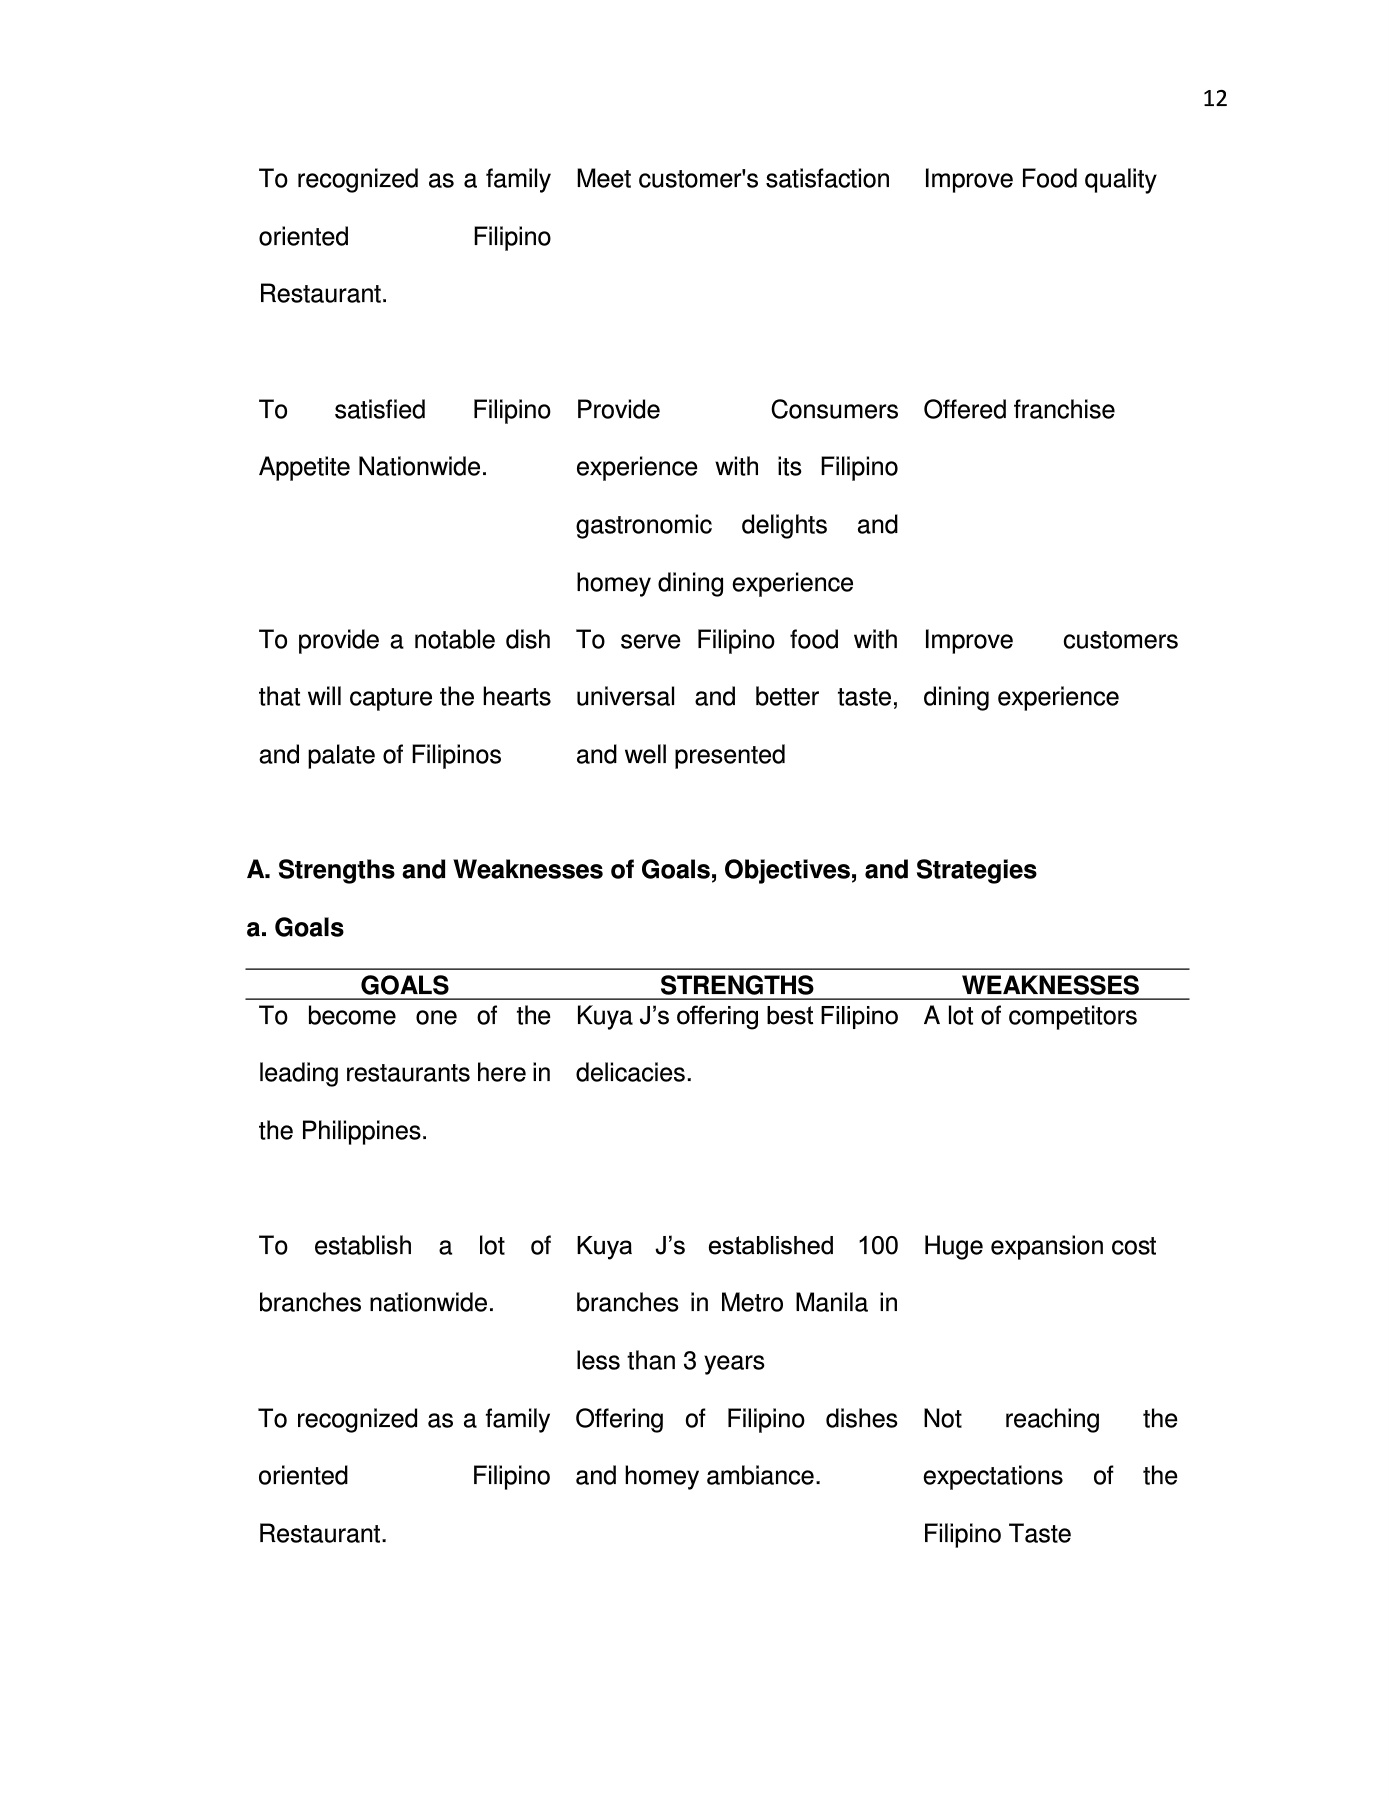 12
To recognized as a family Meet customer's satisfaction Improve Food quality
oriented Filipino
Restaurant.
To satisfied Filipino Provide Consumers Offered franchise
Appetite Nationwide. experience with its Filipino
gastronomic delights and
homey dining experience
To provide a notable dish To serve Filipino food with Improve customers
that will capture the hearts universal and better taste, dining experience
and palate of Filipinos and well presented
A. Strengths and Weaknesses of Goals, Objectives, and Strategies
a. Goals
GOALS STRENGTHS WEAKNESSES
To become one of the Kuya J’s offering best Filipino A lot of competitors
leading restaurants here in delicacies.
the Philippines.
To establish a lot of Kuya J’s established 100 Huge expansion cost
branches nationwide. branches in Metro Manila in
less than 3 years
To recognized as a family Offering of Filipino dishes Not reaching the
oriented Filipino and homey ambiance. expectations of the
Restaurant. Filipino Taste